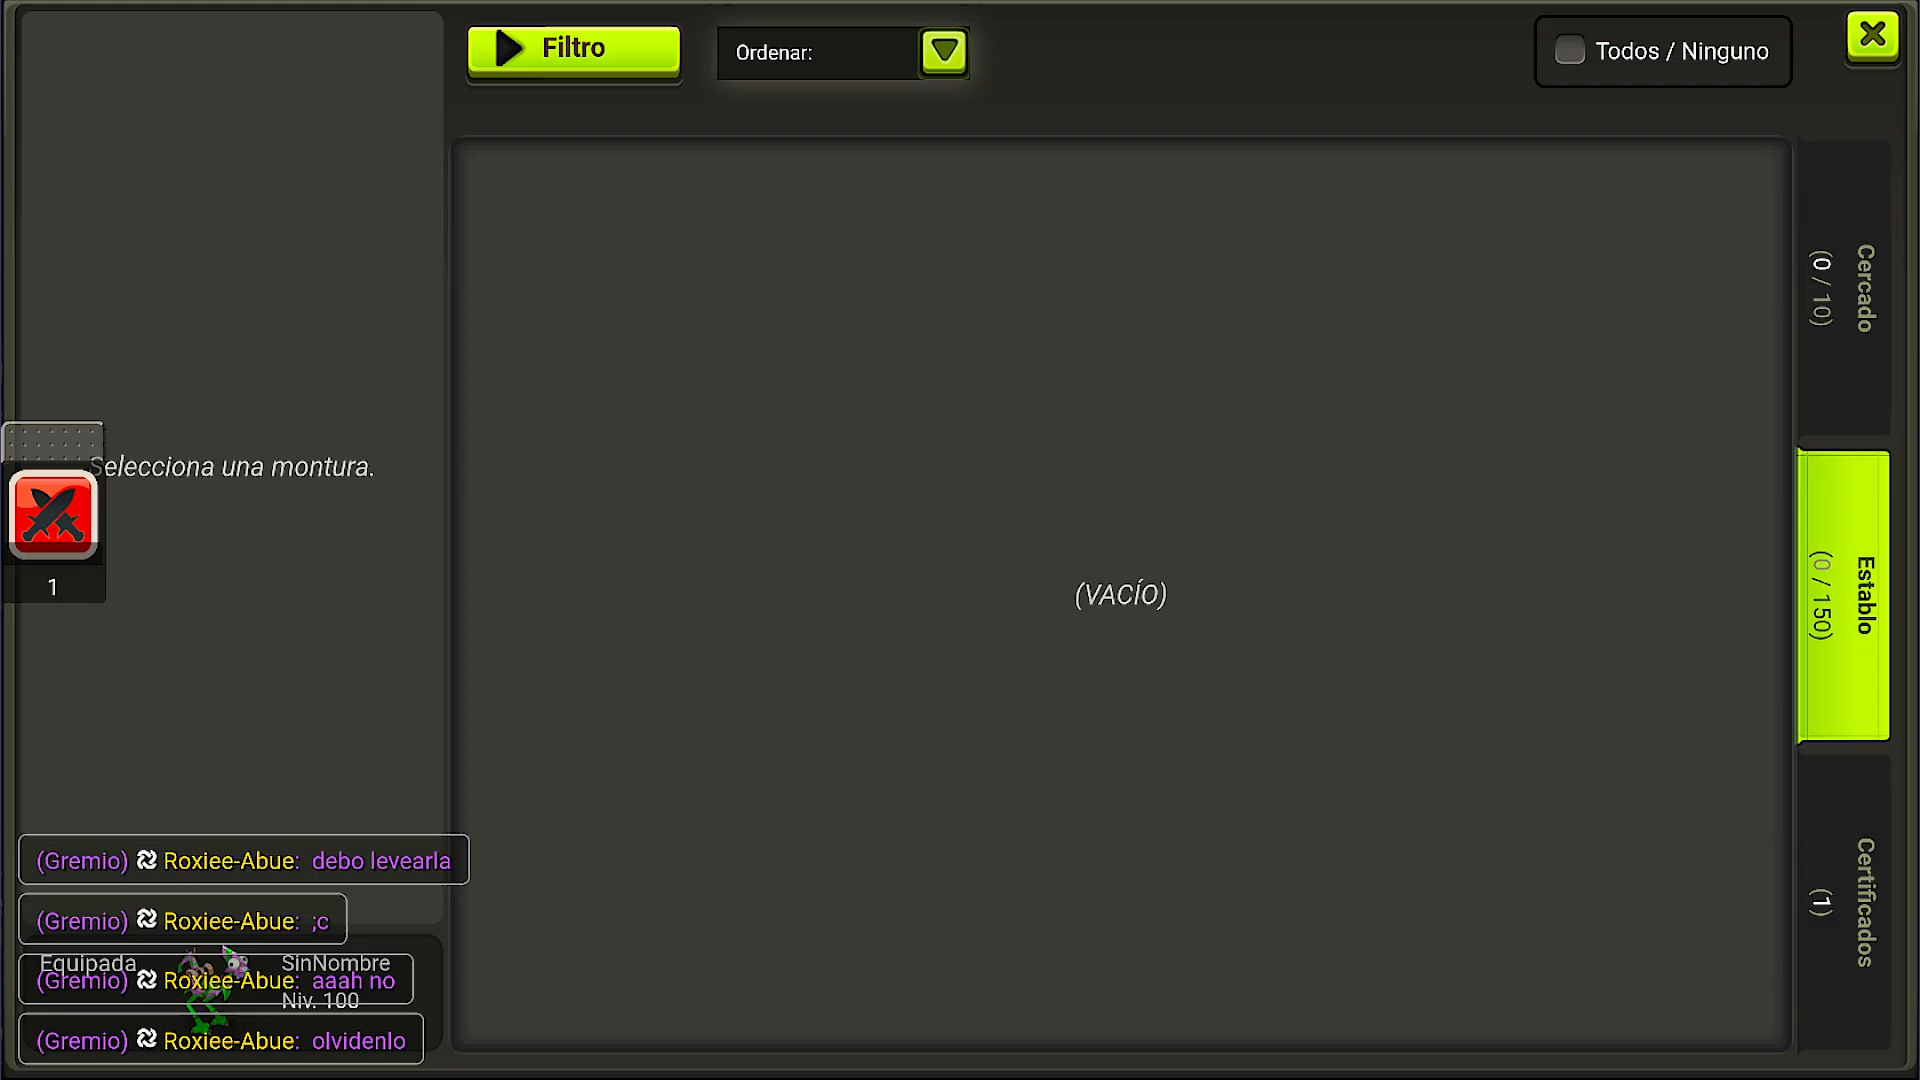 Filtro
Ordenar:
Todos / Ninguno
Cercado
(0 / 10)
Selecciona una montura.
1
(VACÍO)
Establo
(0 / 150)
Certificados
(1)
(Gremio) Roxiee-Abue: debo levearla
(Gremio) Roxiee-Abue: ;c
Equipada
SinNombre
(Gremio) Roxiee-Abue: aaah no
Niv. 100
(Gremio) Roxiee-Abue: olvidenlo